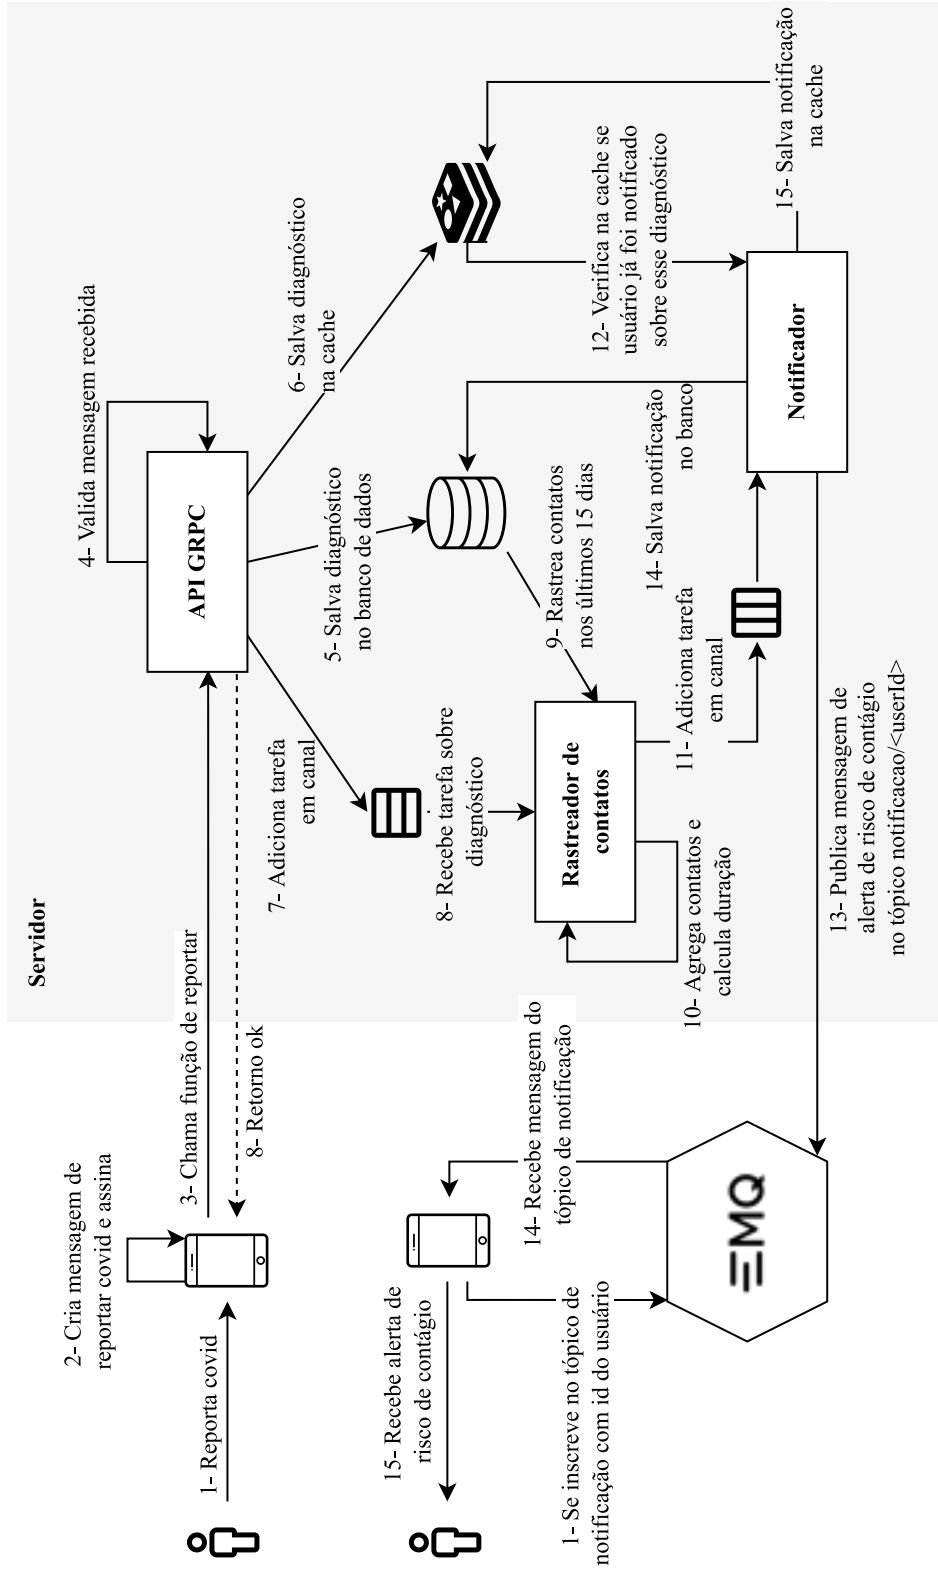 Servidor
1- Reporta covid
2- Cria mensagem de
reportar covid e assina
3- Chama função de reportar
8- Retorno ok
4- Valida mensagem recebida
API GRPC
5- Salva diagnóstico
no banco de dados
6- Salva diagnóstico
na cache
7- Adiciona tarefa
em canal
8- Recebe tarefa sobre
diagnóstico
9- Rastrea contatos
nos últimos 15 dias
Rastreador de
contatos
10- Agrega contatos e
calcula duração
11- Adiciona tarefa
em canal
12- Verifica na cache se
usuário já foi notificado
sobre esse diagnóstico
Notificador
14- Salva notificação
no banco
15- Salva notificação
na cache
13- Publica mensagem de
alerta de risco de contágio
no tópico notificacao/<userId>
EMQ
14- Recebe mensagem do
tópico de notificação
15- Recebe alerta de
risco de contágio
1- Se inscreve no tópico de
notificação com id do usuário